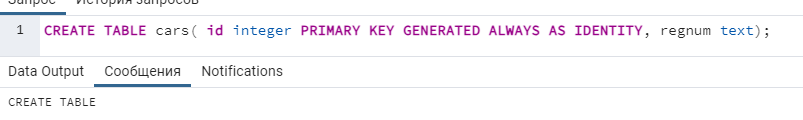 Запрос История запросов
1 CREATE TABLE cars( id integer PRIMARY KEY GENERATED ALWAYS AS IDENTITY, regnum text);
Data Output Сообщения Notifications
CREATE TABLE